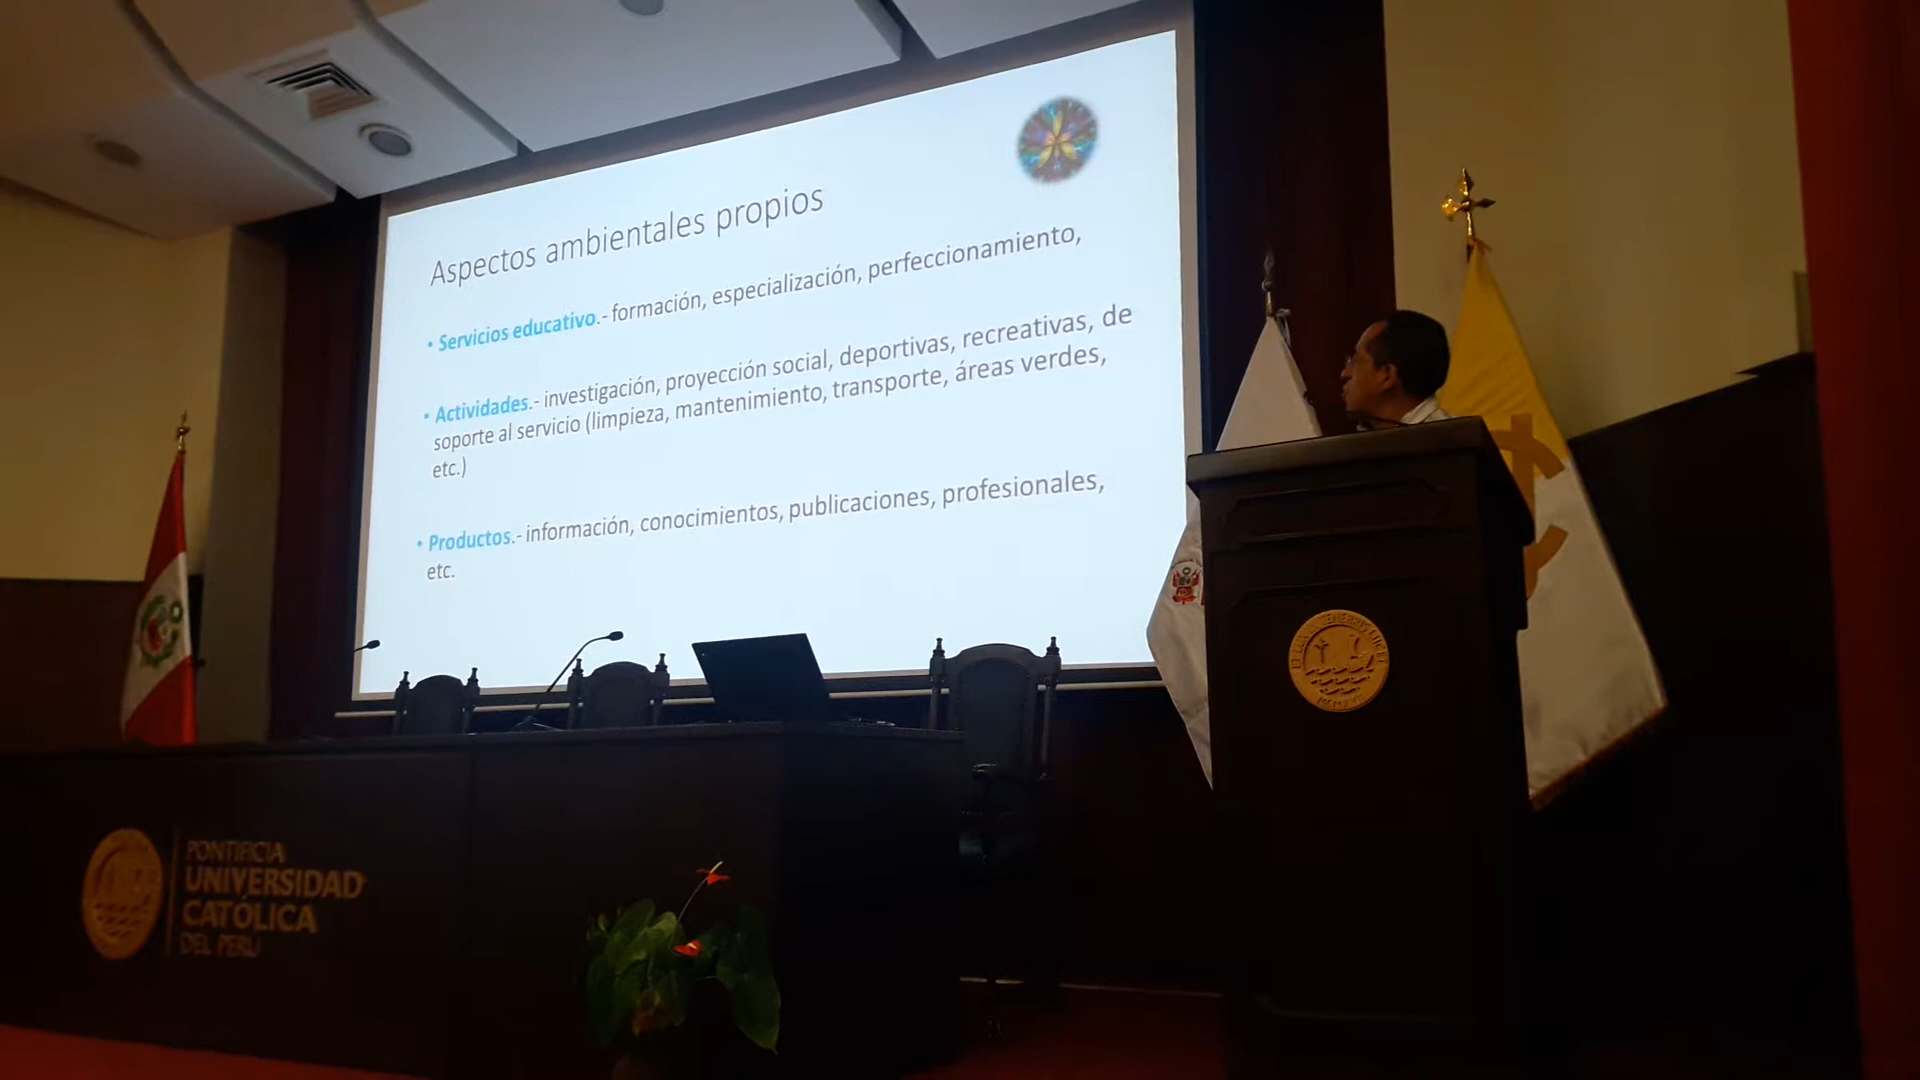 Aspectos ambientales propios
• Servicios educativo.- formación, especialización, perfeccionamiento,
• Actividades.- investigación, proyección social, deportivas, recreativas, de
soporte al servicio (limpieza, mantenimiento, transporte, áreas verdes,
etc.)
• Productos.- información, conocimientos, publicaciones, profesionales,
etc.
PONTIFICIA
UNIVERSIDAD
CATÓLICA
DEL PERÚ